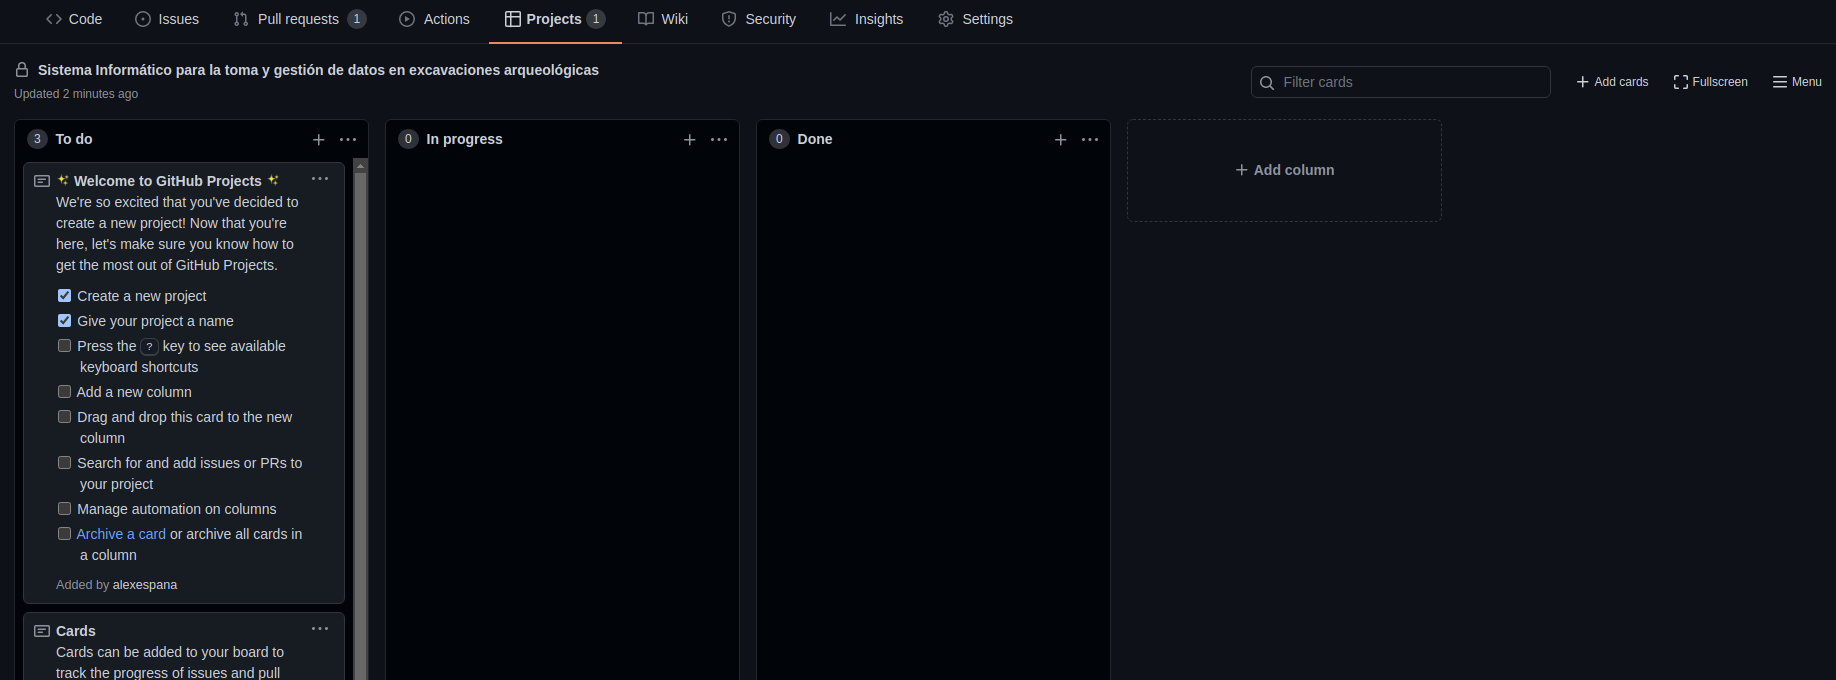 Code Issues Pull requests 1 Actions Projects 1 Wiki Security Insights Settings
Sistema Informático para la toma y gestión de datos en excavaciones arqueológicas
Updated 2 minutes ago
Filter cards
Add cards Fullscreen Menu
3 To do
✨ Welcome to GitHub Projects ✨
We're so excited that you've decided to
create a new project! Now that you're
here, let's make sure you know how to
get the most out of GitHub Projects.
Create a new project
Give your project a name
Press the ? key to see available
keyboard shortcuts
Add a new column
Drag and drop this card to the new
column
Search for and add issues or PRs to
your project
Manage automation on columns
Archive a card or archive all cards in
a column
Added by alexespana
Cards
Cards can be added to your board to
track the progress of issues and pull
0 In progress
0 Done
Add column